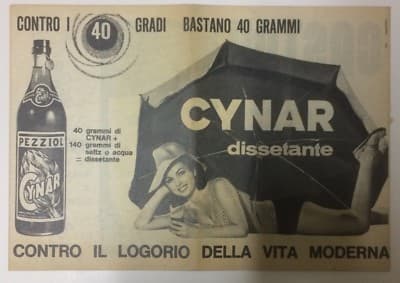 CONTRO I 40 GRADI BASTANO 40 GRAMMI
PEZZIOL
CYNAR
40 grammi di
CYNAR +
140 grammi di
seltz o acqua
= dissetante
CYNAR
dissetante
CONTRO IL LOGORIO DELLA VITA MODERNA